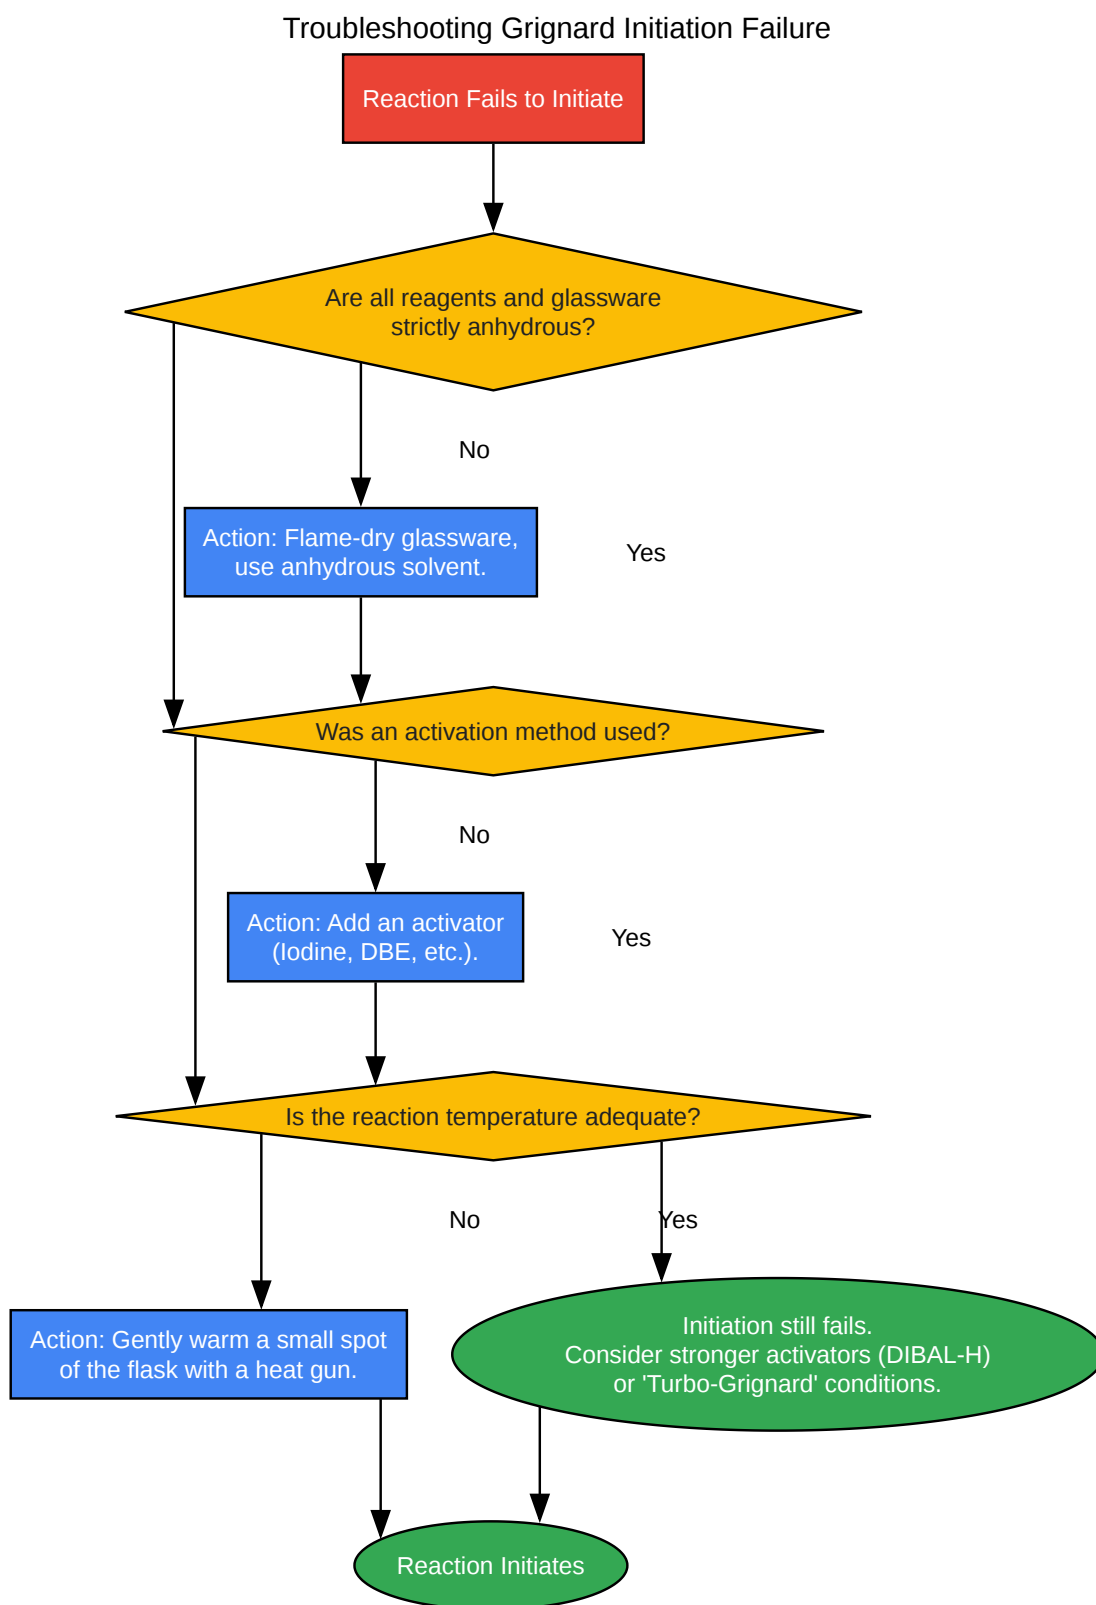 Troubleshooting Grignard Initiation Failure
Reaction Fails to Initiate
Are all reagents and glassware
strictly anhydrous?
No
Action: Flame-dry glassware,
use anhydrous solvent.
Yes
Was an activation method used?
No
Action: Add an activator
(Iodine, DBE, etc.).
Yes
Is the reaction temperature adequate?
No
Yes
Action: Gently warm a small spot
of the flask with a heat gun.
Initiation still fails.
Consider stronger activators (DIBAL-H)
or 'Turbo-Grignard' conditions.
Reaction Initiates